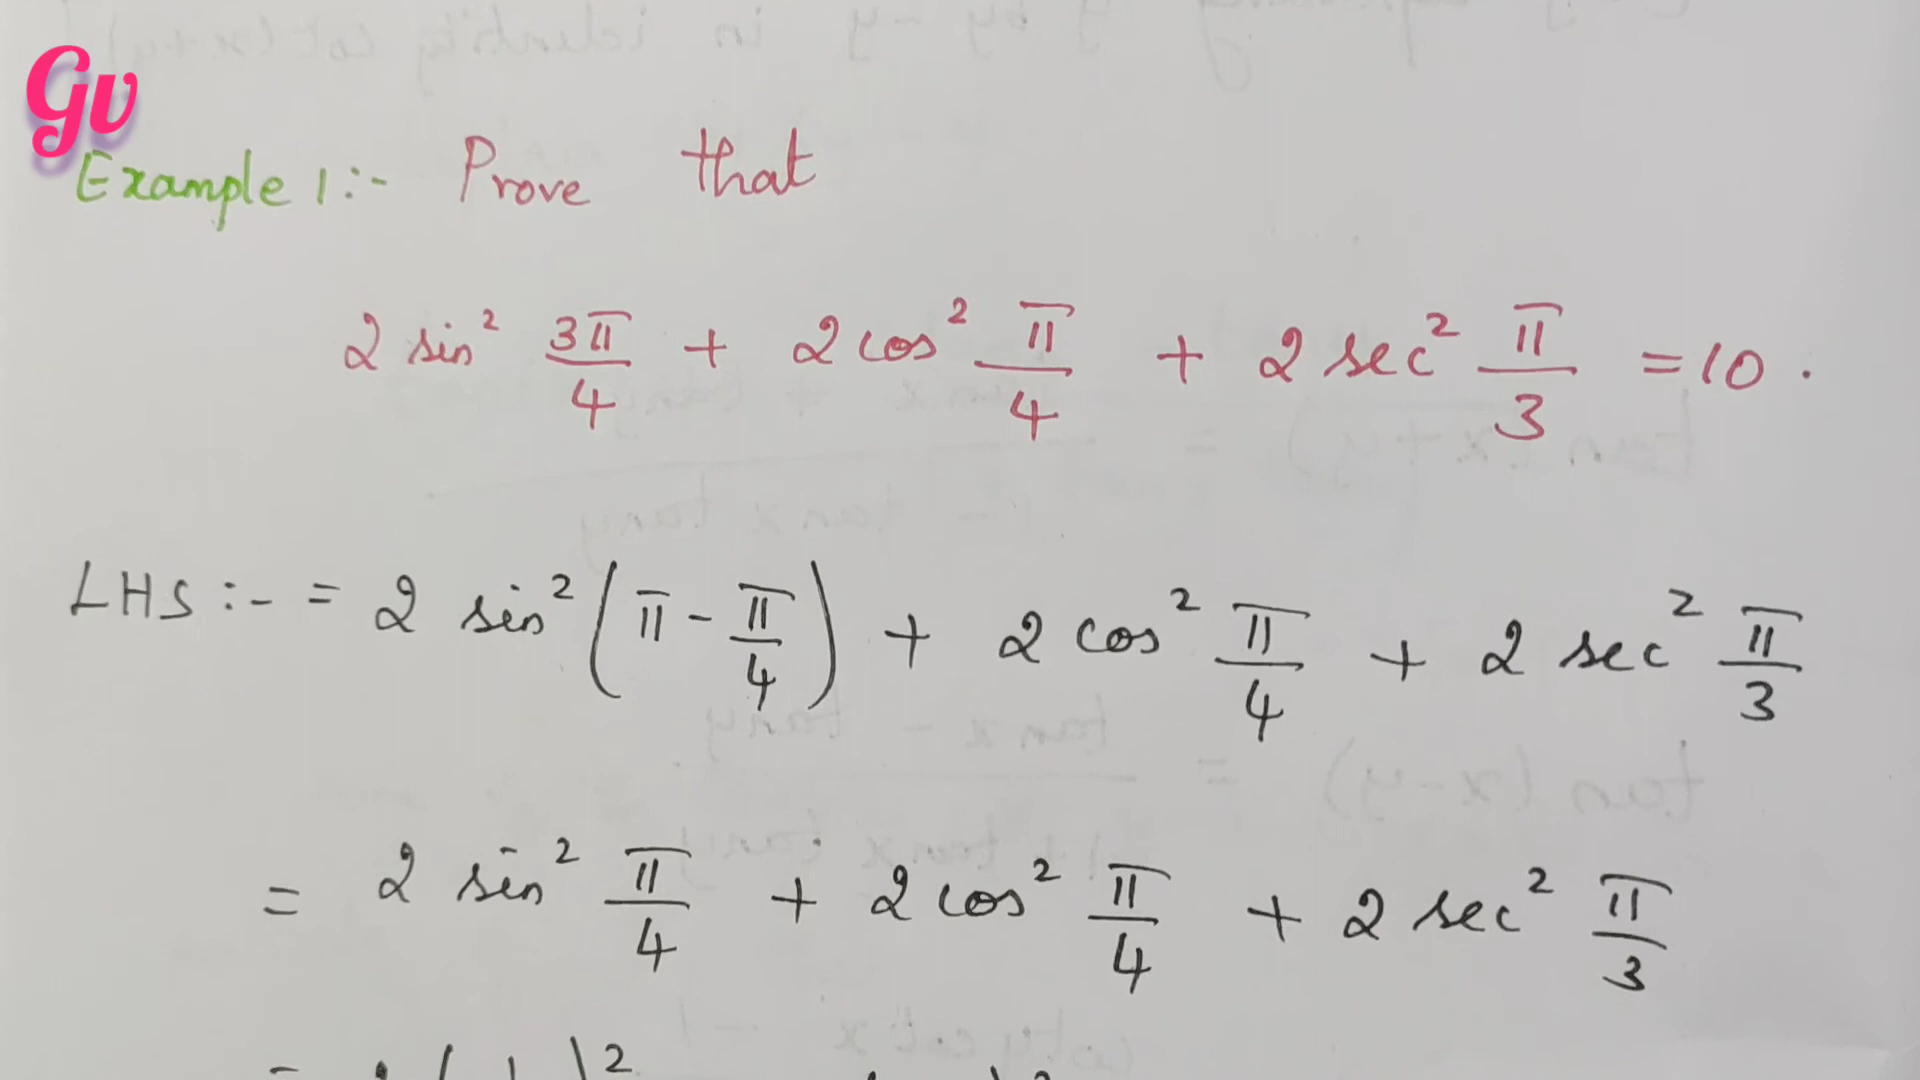 Gv
Example 1:- Prove that
2 sin² 3π/4 + 2 cos² π/4 + 2 sec² π/3 = 10.
LHS :- = 2 sin² (π - π/4) + 2 cos² π/4 + 2 sec² π/3
= 2 sin² π/4 + 2 cos² π/4 + 2 sec² π/3